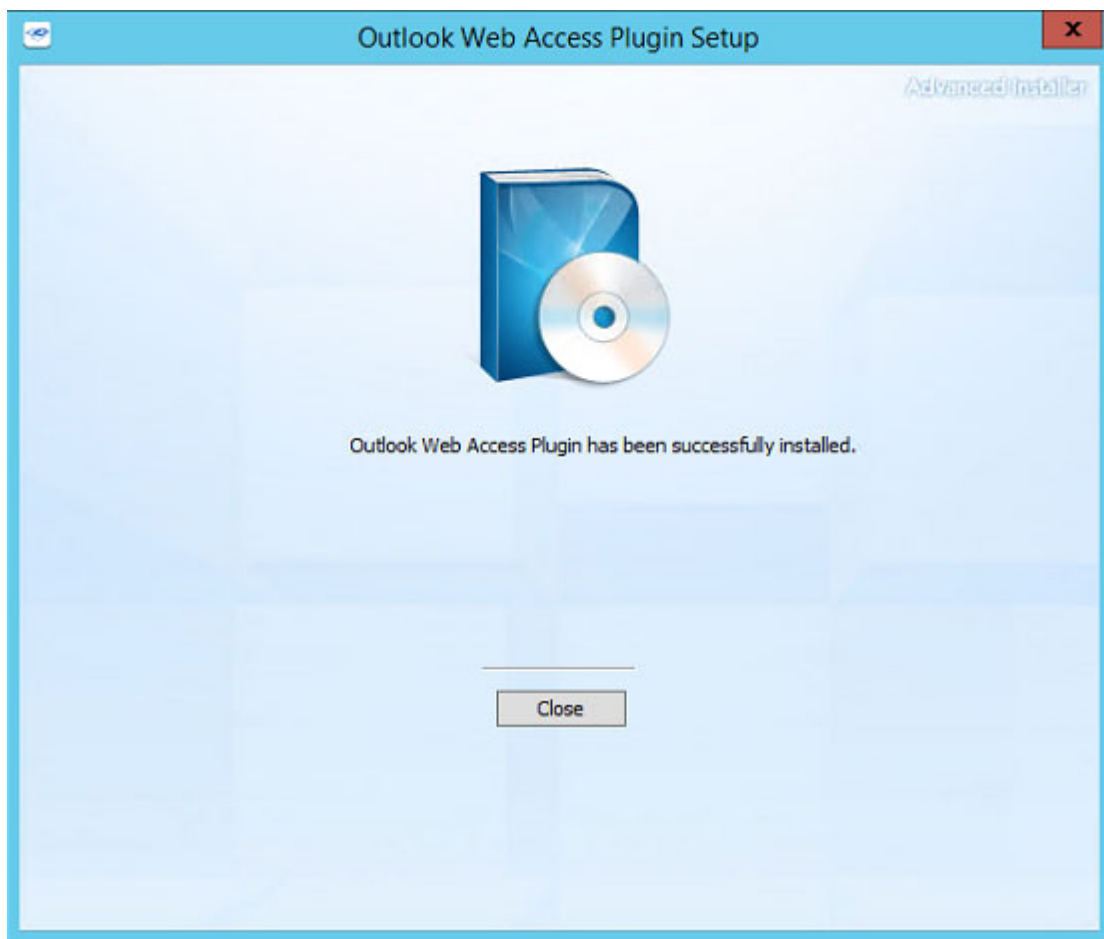 Outlook Web Access Plugin Setup
x
Advanced Installer
Outlook Web Access Plugin has been successfully installed.
Close